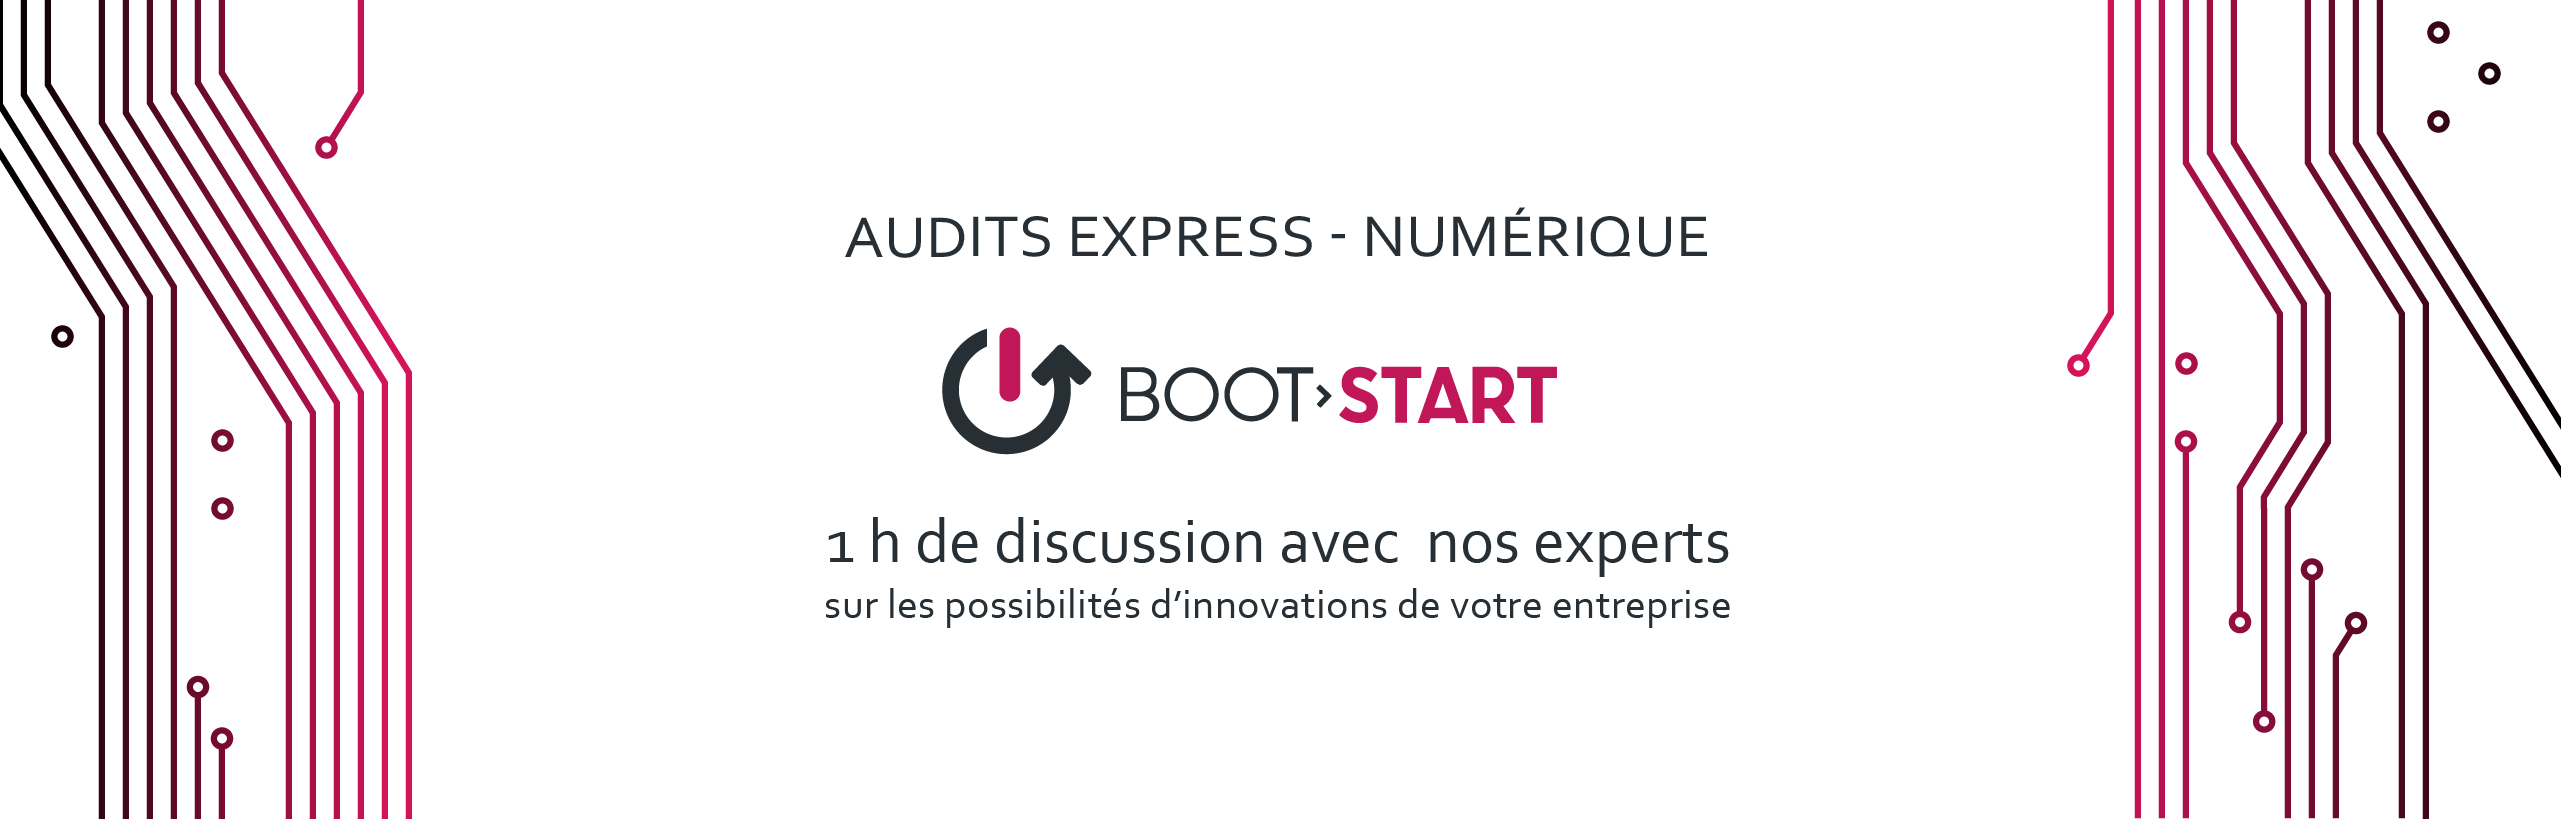 AUDITS EXPRESS - NUMÉRIQUE
BOOT>START
1 h de discussion avec nos experts
sur les possibilités d’innovations de votre entreprise